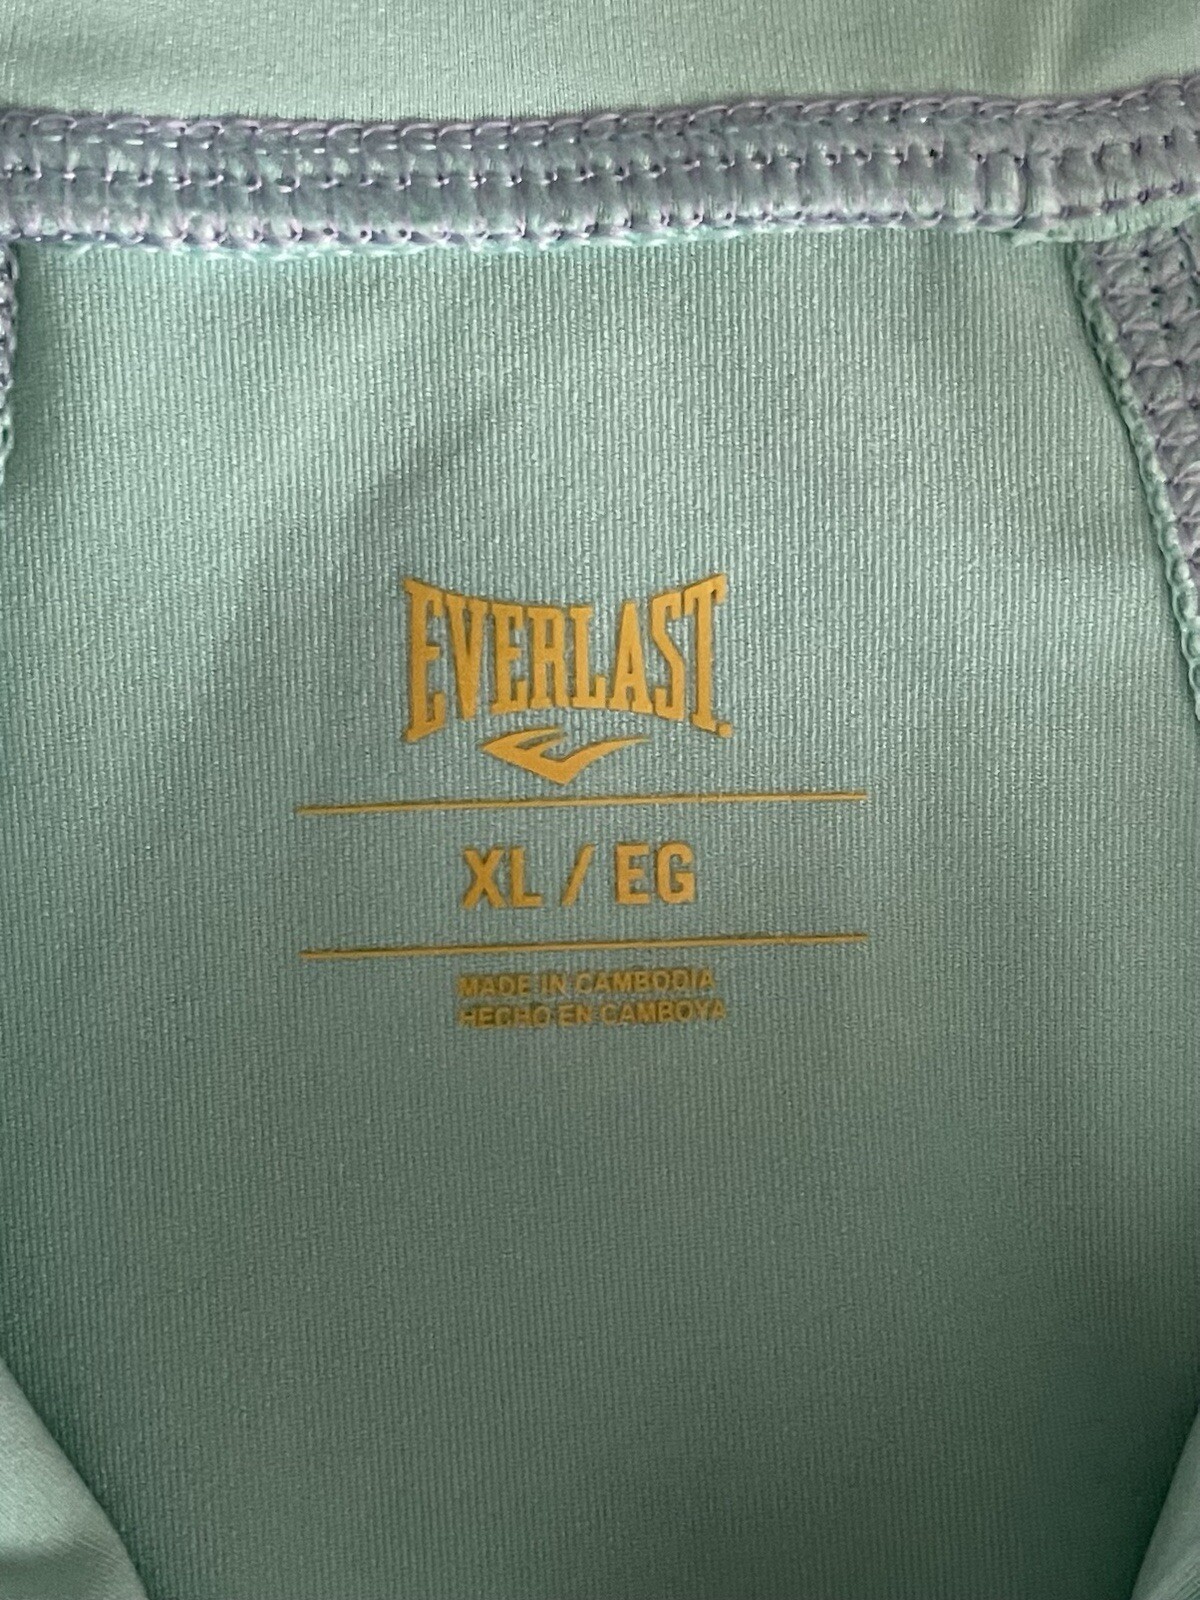 EVERLAST.
XL / EG
MADE IN CAMBODIA
HECHO EN CAMBOYA